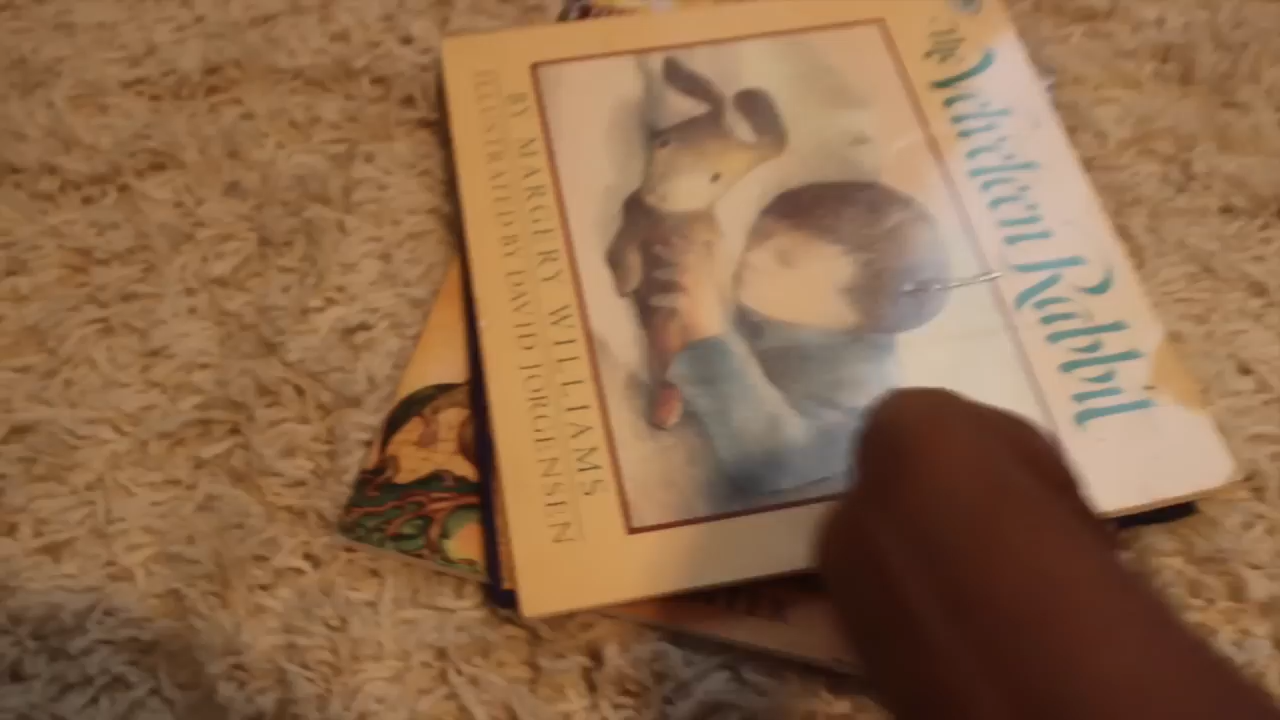 The Velveteen Rabbit
BY MARGERY WILLIAMS
ILLUSTRATED BY DAVID JORGENSEN